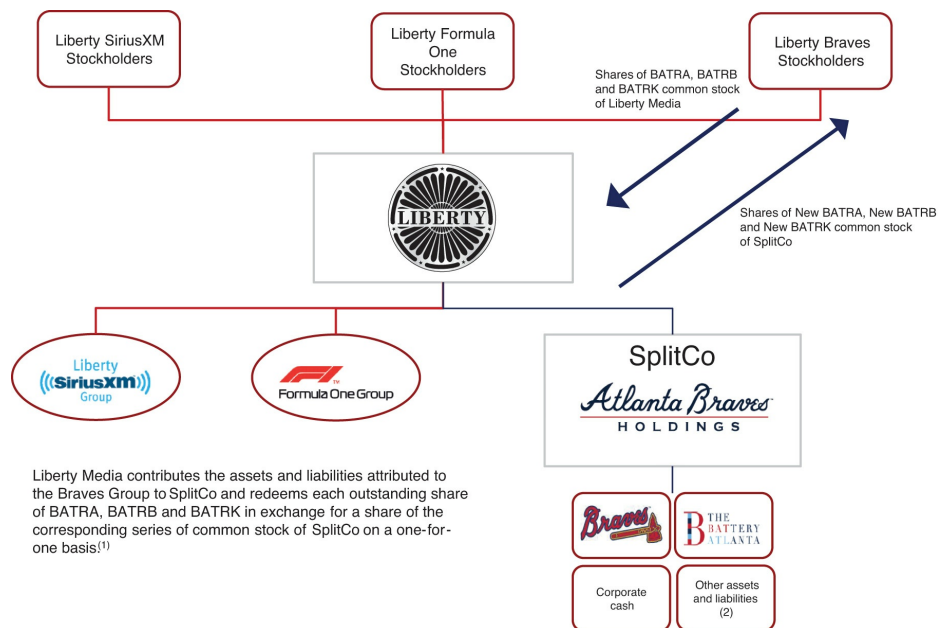 Liberty SiriusXM
Stockholders
Liberty Formula
One
Stockholders
Liberty Braves
Stockholders
Shares of BATRA, BATRB
and BATRK common stock
of Liberty Media
LIBERTY
Shares of New BATRA, New BATRB
and New BATRK common stock
of SplitCo
Liberty
((SiriusXm))
Group
F1™
Formula One Group
SplitCo
Atlanta Braves
HOLDINGS
Liberty Media contributes the assets and liabilities attributed to
the Braves Group to SplitCo and redeems each outstanding share
of BATRA, BATRB and BATRK in exchange for a share of the
corresponding series of common stock of SplitCo on a one-for-
one basis.(1)
Braves
B THE
BATTERY
ATLANTA
Corporate
cash
Other assets
and liabilities
(2)